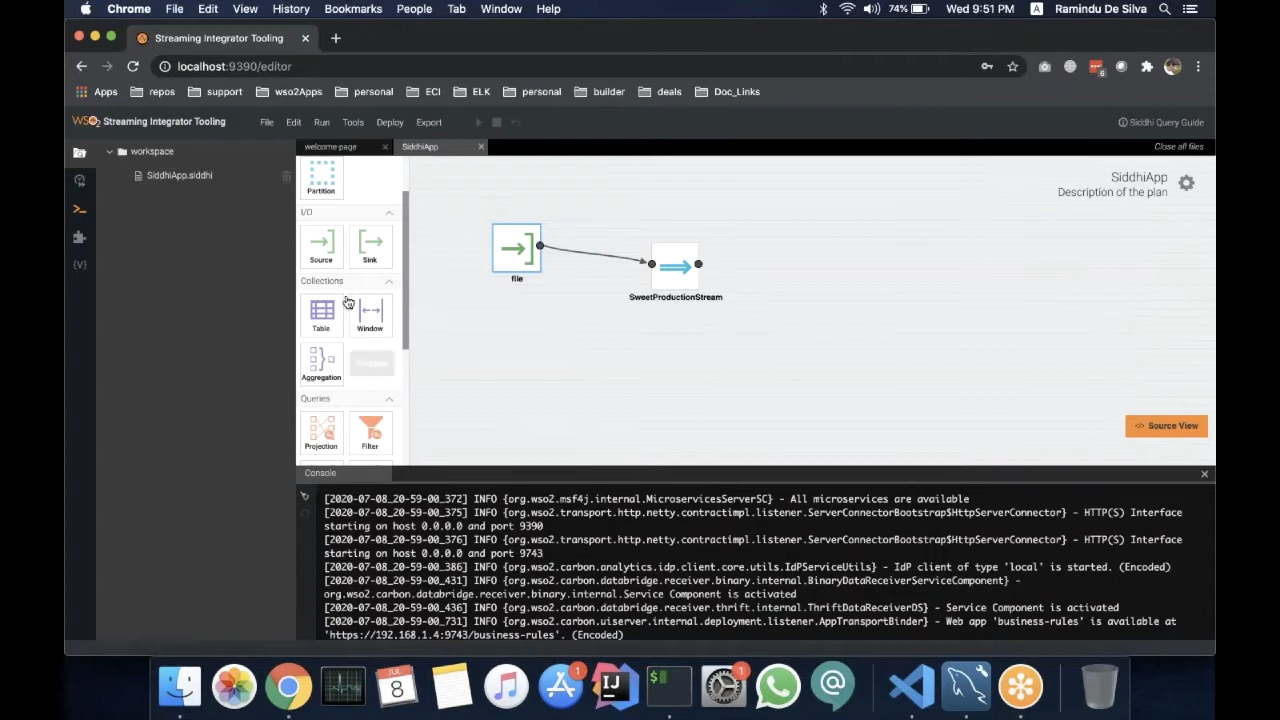 Chrome File Edit View History Bookmarks People Tab Window Help 74% Wed 9:51 PM A Ramindu De Silva
Streaming Integrator Tooling
localhost:9390/editor 6
Apps repos support wso2Apps personal ECI ELK personal builder deals Doc_Links
WSO2 Streaming Integrator Tooling File Edit Run Tools Deploy Export Siddhi Query Guide
workspace
SiddhiApp.siddhi
welcome-page SiddhiApp Close all files
Partition
I/O
Source Sink
Collections
Table Window
Aggregation
Queries
Projection Filter
SiddhiApp
Description of the plan
file
SweetProductionStream
Source View
Console
[2020-07-08_20-59-00_372] INFO {org.wso2.msf4j.internal.MicroservicesServerSC} - All microservices are available
[2020-07-08_20-59-00_375] INFO {org.wso2.transport.http.netty.contractimpl.listener.ServerConnectorBootstrap$HttpServerConnector} - HTTP(S) Interface
starting on host 0.0.0.0 and port 9390
[2020-07-08_20-59-00_376] INFO {org.wso2.transport.http.netty.contractimpl.listener.ServerConnectorBootstrap$HttpServerConnector} - HTTP(S) Interface
starting on host 0.0.0.0 and port 9743
[2020-07-08_20-59-00_386] INFO {org.wso2.carbon.analytics.idp.client.core.utils.IdPServiceUtils} - IdP client of type 'local' is started. (Encoded)
[2020-07-08_20-59-00_431] INFO {org.wso2.carbon.databridge.receiver.binary.internal.BinaryDataReceiverServiceComponent} -
org.wso2.carbon.databridge.receiver.binary.internal.Service Component is activated
[2020-07-08_20-59-00_436] INFO {org.wso2.carbon.databridge.receiver.thrift.internal.ThriftDataReceiverDS} - Service Component is activated
[2020-07-08_20-59-00_731] INFO {org.wso2.carbon.uiserver.internal.deployment.listener.AppTransportBinder} - Web app 'business-rules' is available at
'https://192.168.1.4:9743/business-rules'. (Encoded)
JUL
8
1
IJ
$
1
@